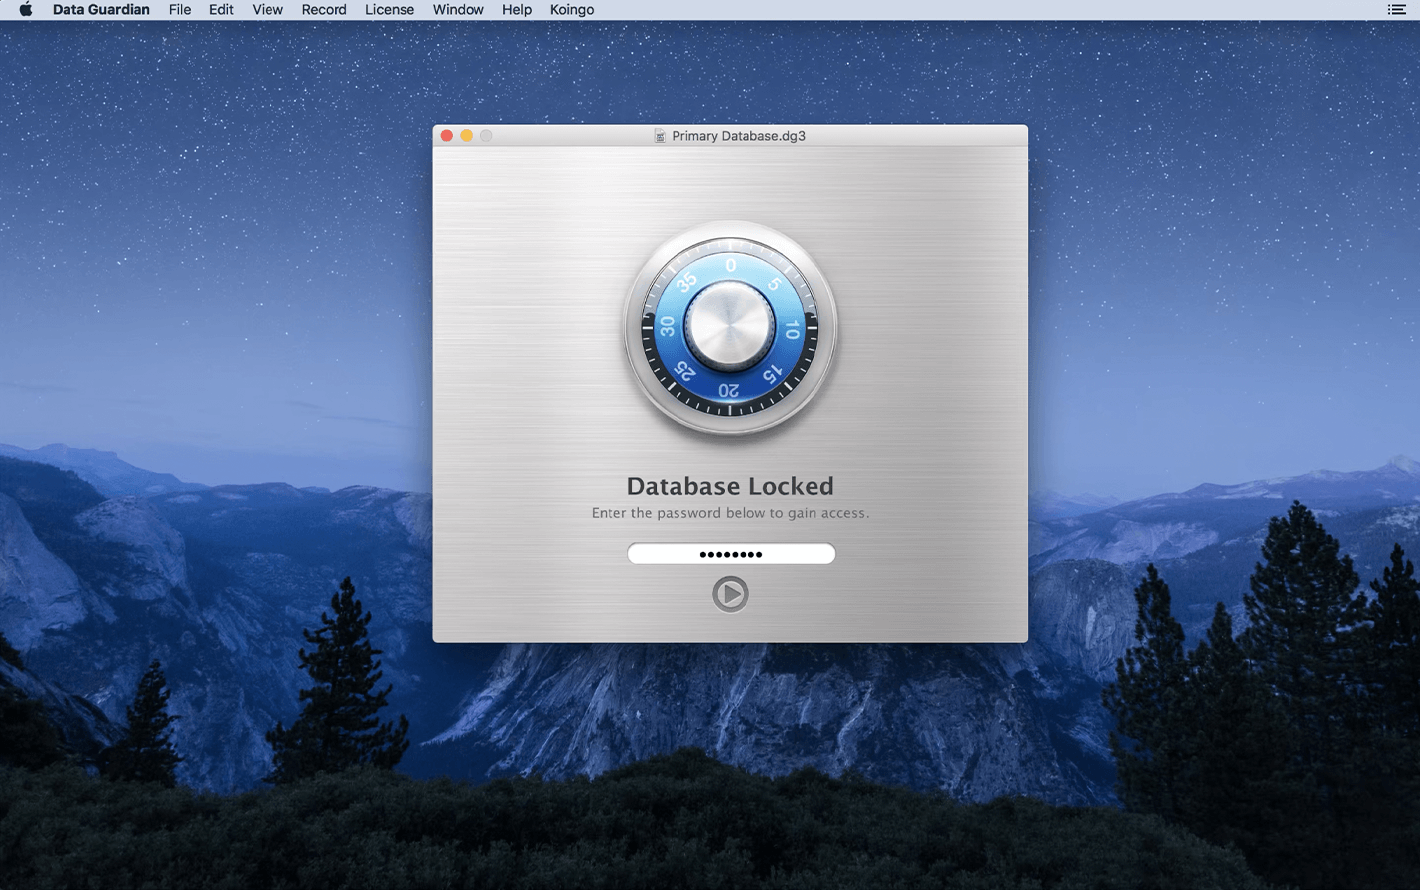 Data Guardian File Edit View Record License Window Help Koingo
Primary Database.dg3
0
5
10
15
20
25
30
35
Database Locked
Enter the password below to gain access.